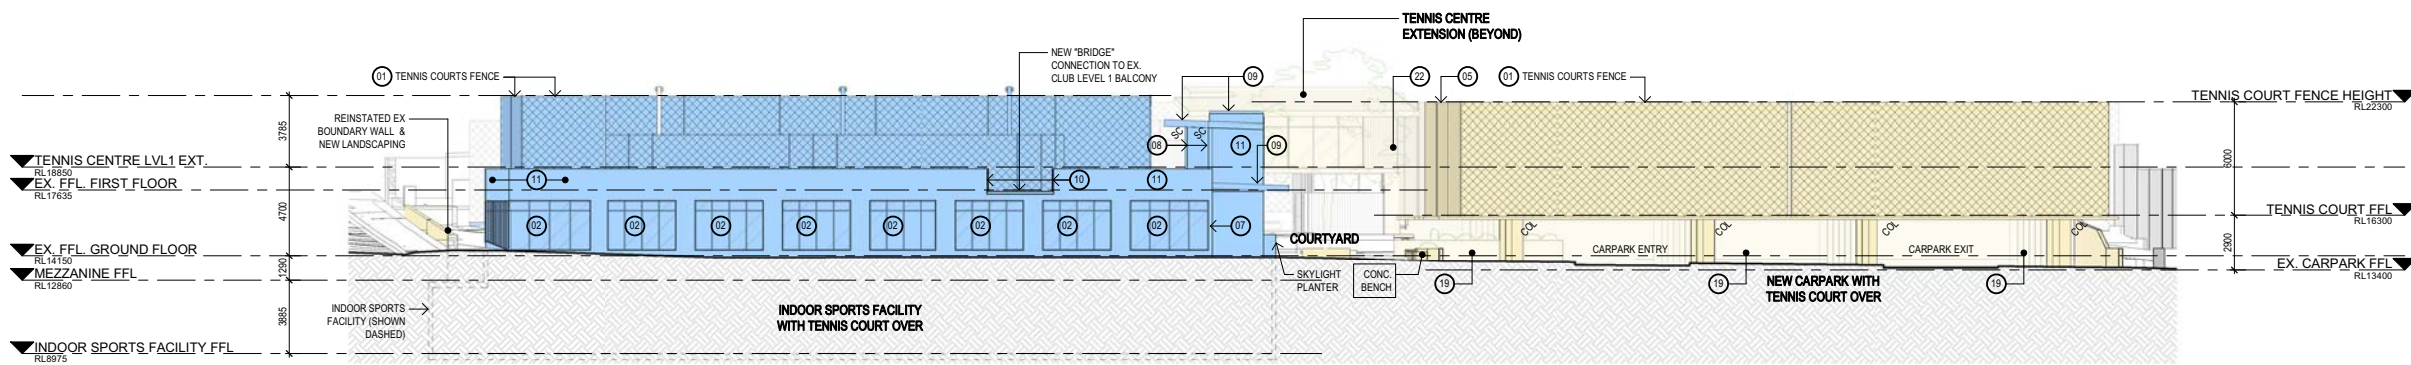 TENNIS CENTRE
EXTENSION (BEYOND)
NEW "BRIDGE"
CONNECTION TO EX.
CLUB LEVEL 1 BALCONY
01 TENNIS COURTS FENCE
09
22
05
01 TENNIS COURTS FENCE
TENNIS COURT FENCE HEIGHT
RL22300
REINSTATED EX
BOUNDARY WALL &
NEW LANDSCAPING
3785
SC
SC
08
11
09
6000
TENNIS CENTRE LVL1 EXT.
RL18850
EX. FFL. FIRST FLOOR
RL17635
11
10
11
4700
TENNIS COURT FFL
RL16300
02
02
02
02
02
02
02
02
07
COL
COL
COL
COL
COURTYARD
CARPARK ENTRY
CARPARK EXIT
2900
EX. FFL. GROUND FLOOR
RL14150
1290
MEZZANINE FFL
RL12860
SKYLIGHT
PLANTER
CONC.
BENCH
19
19
19
NEW CARPARK WITH
TENNIS COURT OVER
EX. CARPARK FFL
RL13400
INDOOR SPORTS
FACILITY (SHOWN
DASHED)
3885
INDOOR SPORTS FACILITY
WITH TENNIS COURT OVER
INDOOR SPORTS FACILITY FFL
RL8975